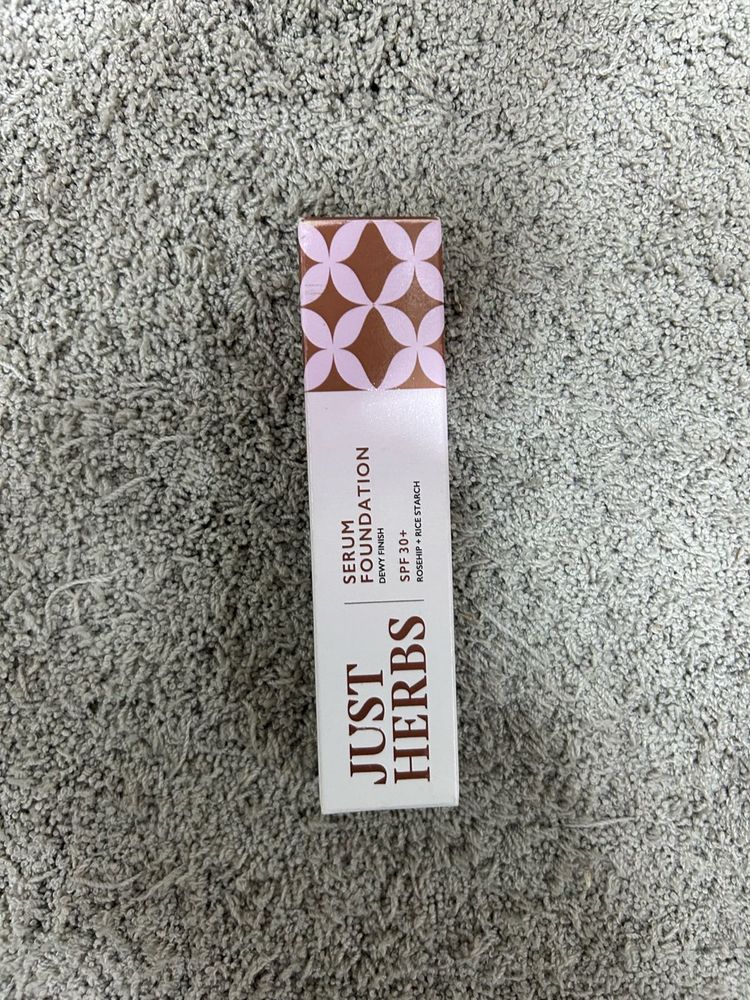 JUST
HERBS
SERUM
FOUNDATION
DEWY FINISH
SPF 30+
ROSEHIP + RICE STARCH